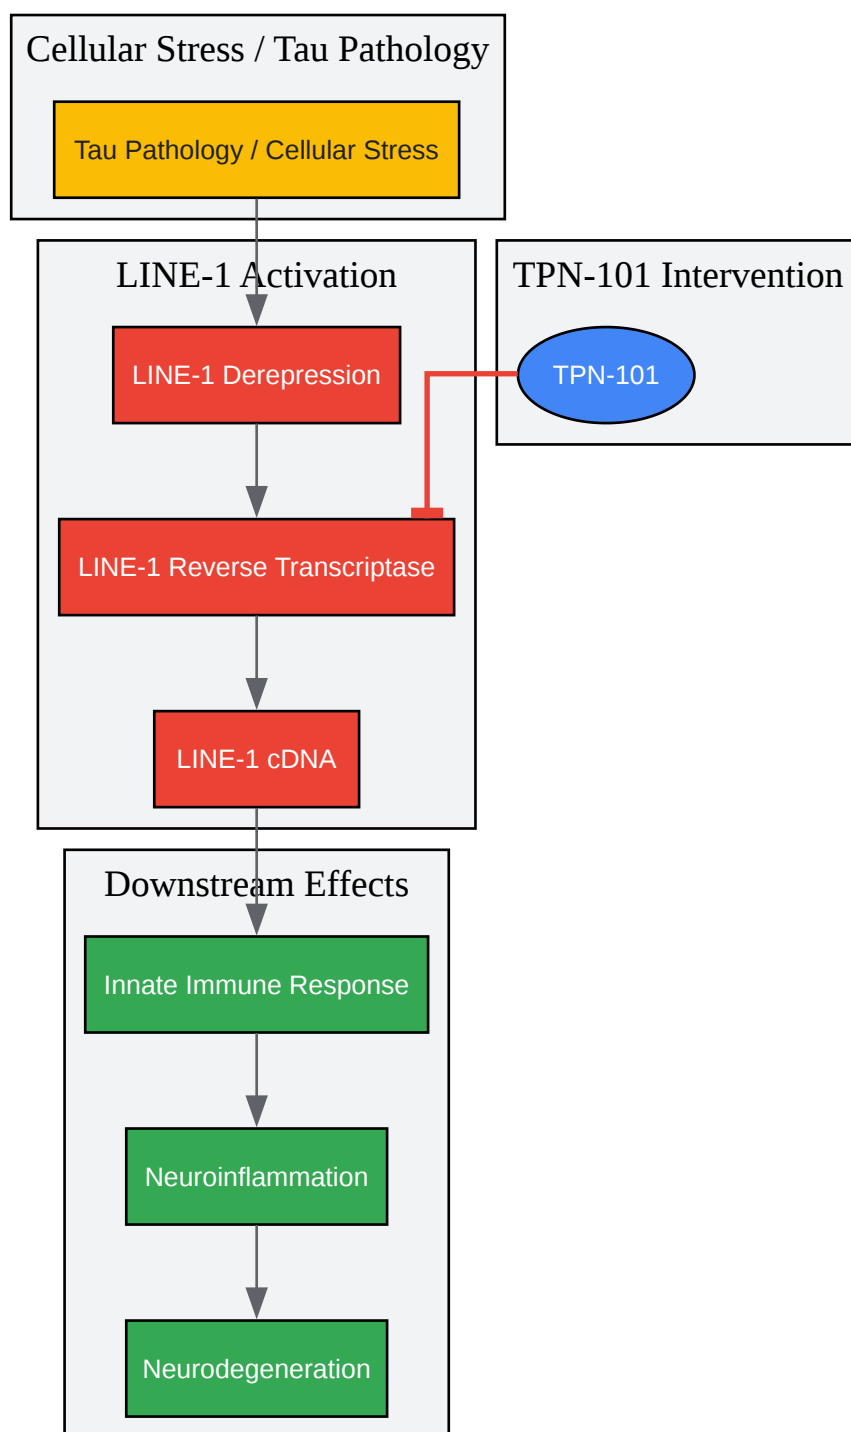 Cellular Stress / Tau Pathology
Tau Pathology / Cellular Stress
LINE-1 Activation
TPN-101 Intervention
LINE-1 Derepression
TPN-101
LINE-1 Reverse Transcriptase
LINE-1 cDNA
Downstream Effects
Innate Immune Response
Neuroinflammation
Neurodegeneration